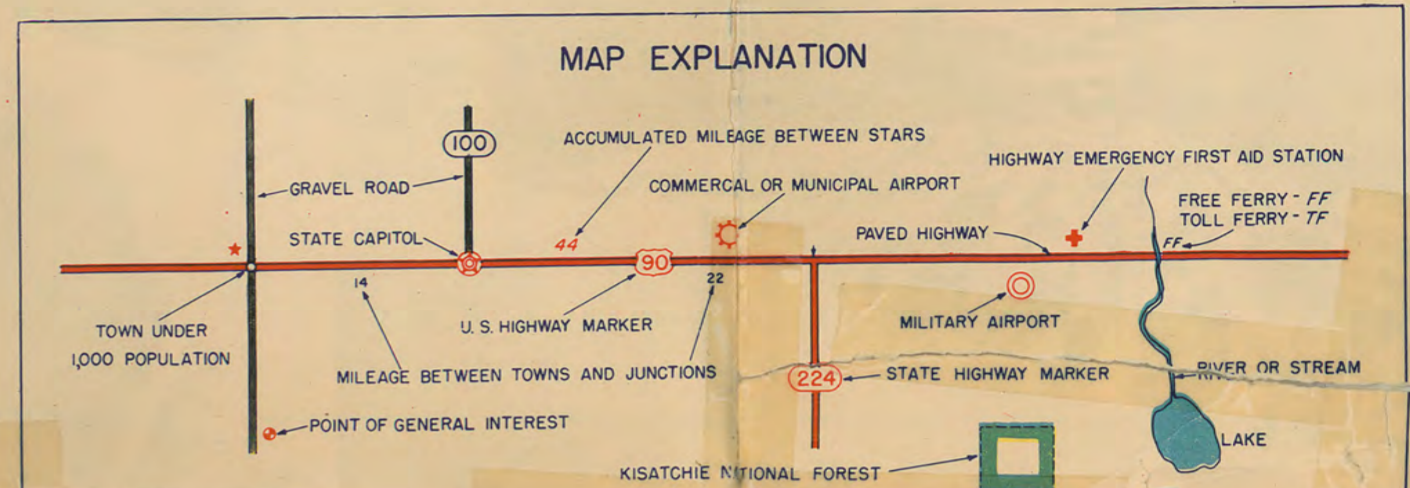 MAP EXPLANATION
100
ACCUMULATED MILEAGE BETWEEN STARS
HIGHWAY EMERGENCY FIRST AID STATION
GRAVEL ROAD
COMMERCAL OR MUNICIPAL AIRPORT
FREE FERRY - FF
TOLL FERRY - TF
STATE CAPITOL
44
PAVED HIGHWAY
FF
90
14
22
TOWN UNDER
1,000 POPULATION
U.S. HIGHWAY MARKER
MILITARY AIRPORT
MILEAGE BETWEEN TOWNS AND JUNCTIONS
224
STATE HIGHWAY MARKER
RIVER OR STREAM
POINT OF GENERAL INTEREST
LAKE
KISATCHIE NATIONAL FOREST